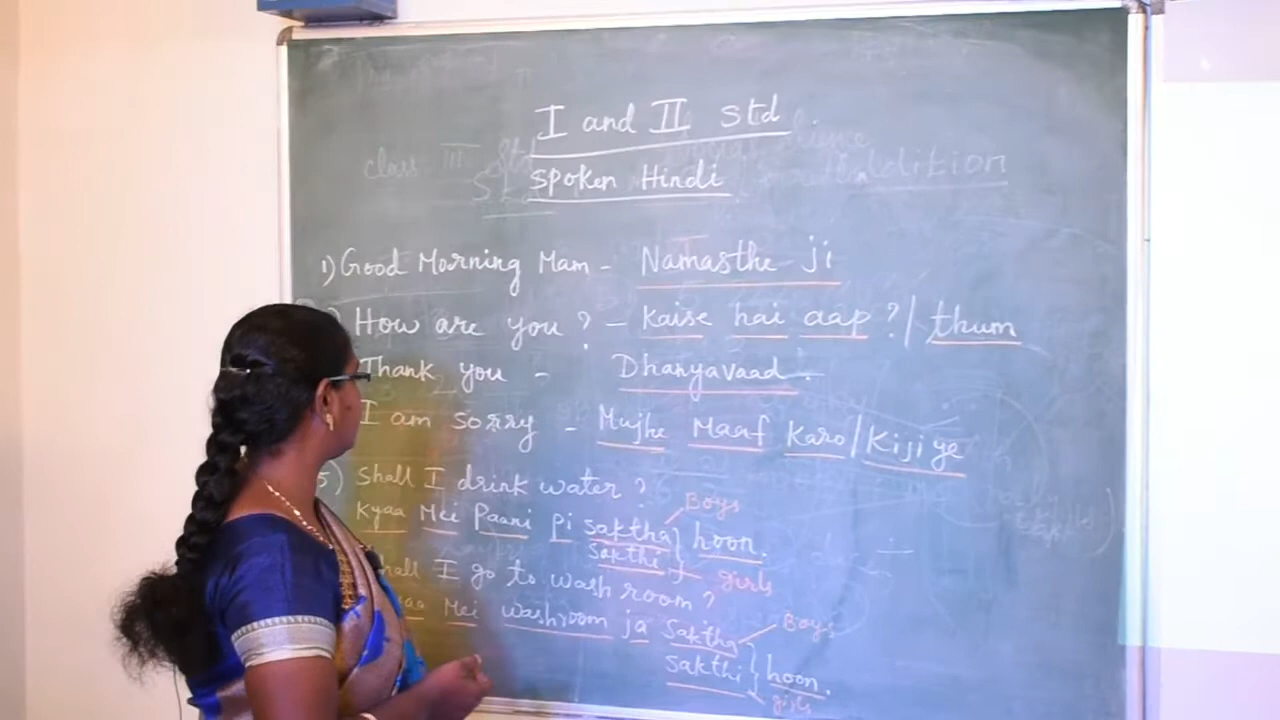 I and II std
spoken Hindi
1) Good Morning Mam - Namasthe ji
How are you? - Kaise hai aap?/ thum
Thank you - Dhanyavaad.
I am sorry - Mujhe Maaf Karo/Kijiye
5) Shall I drink water?
Kyaa Mei Paani pi saktha Boys
Sakthi girls hoon.
Shall I go to wash room?
Mei washroom ja Saktha Boys
Sakthi girls hoon.